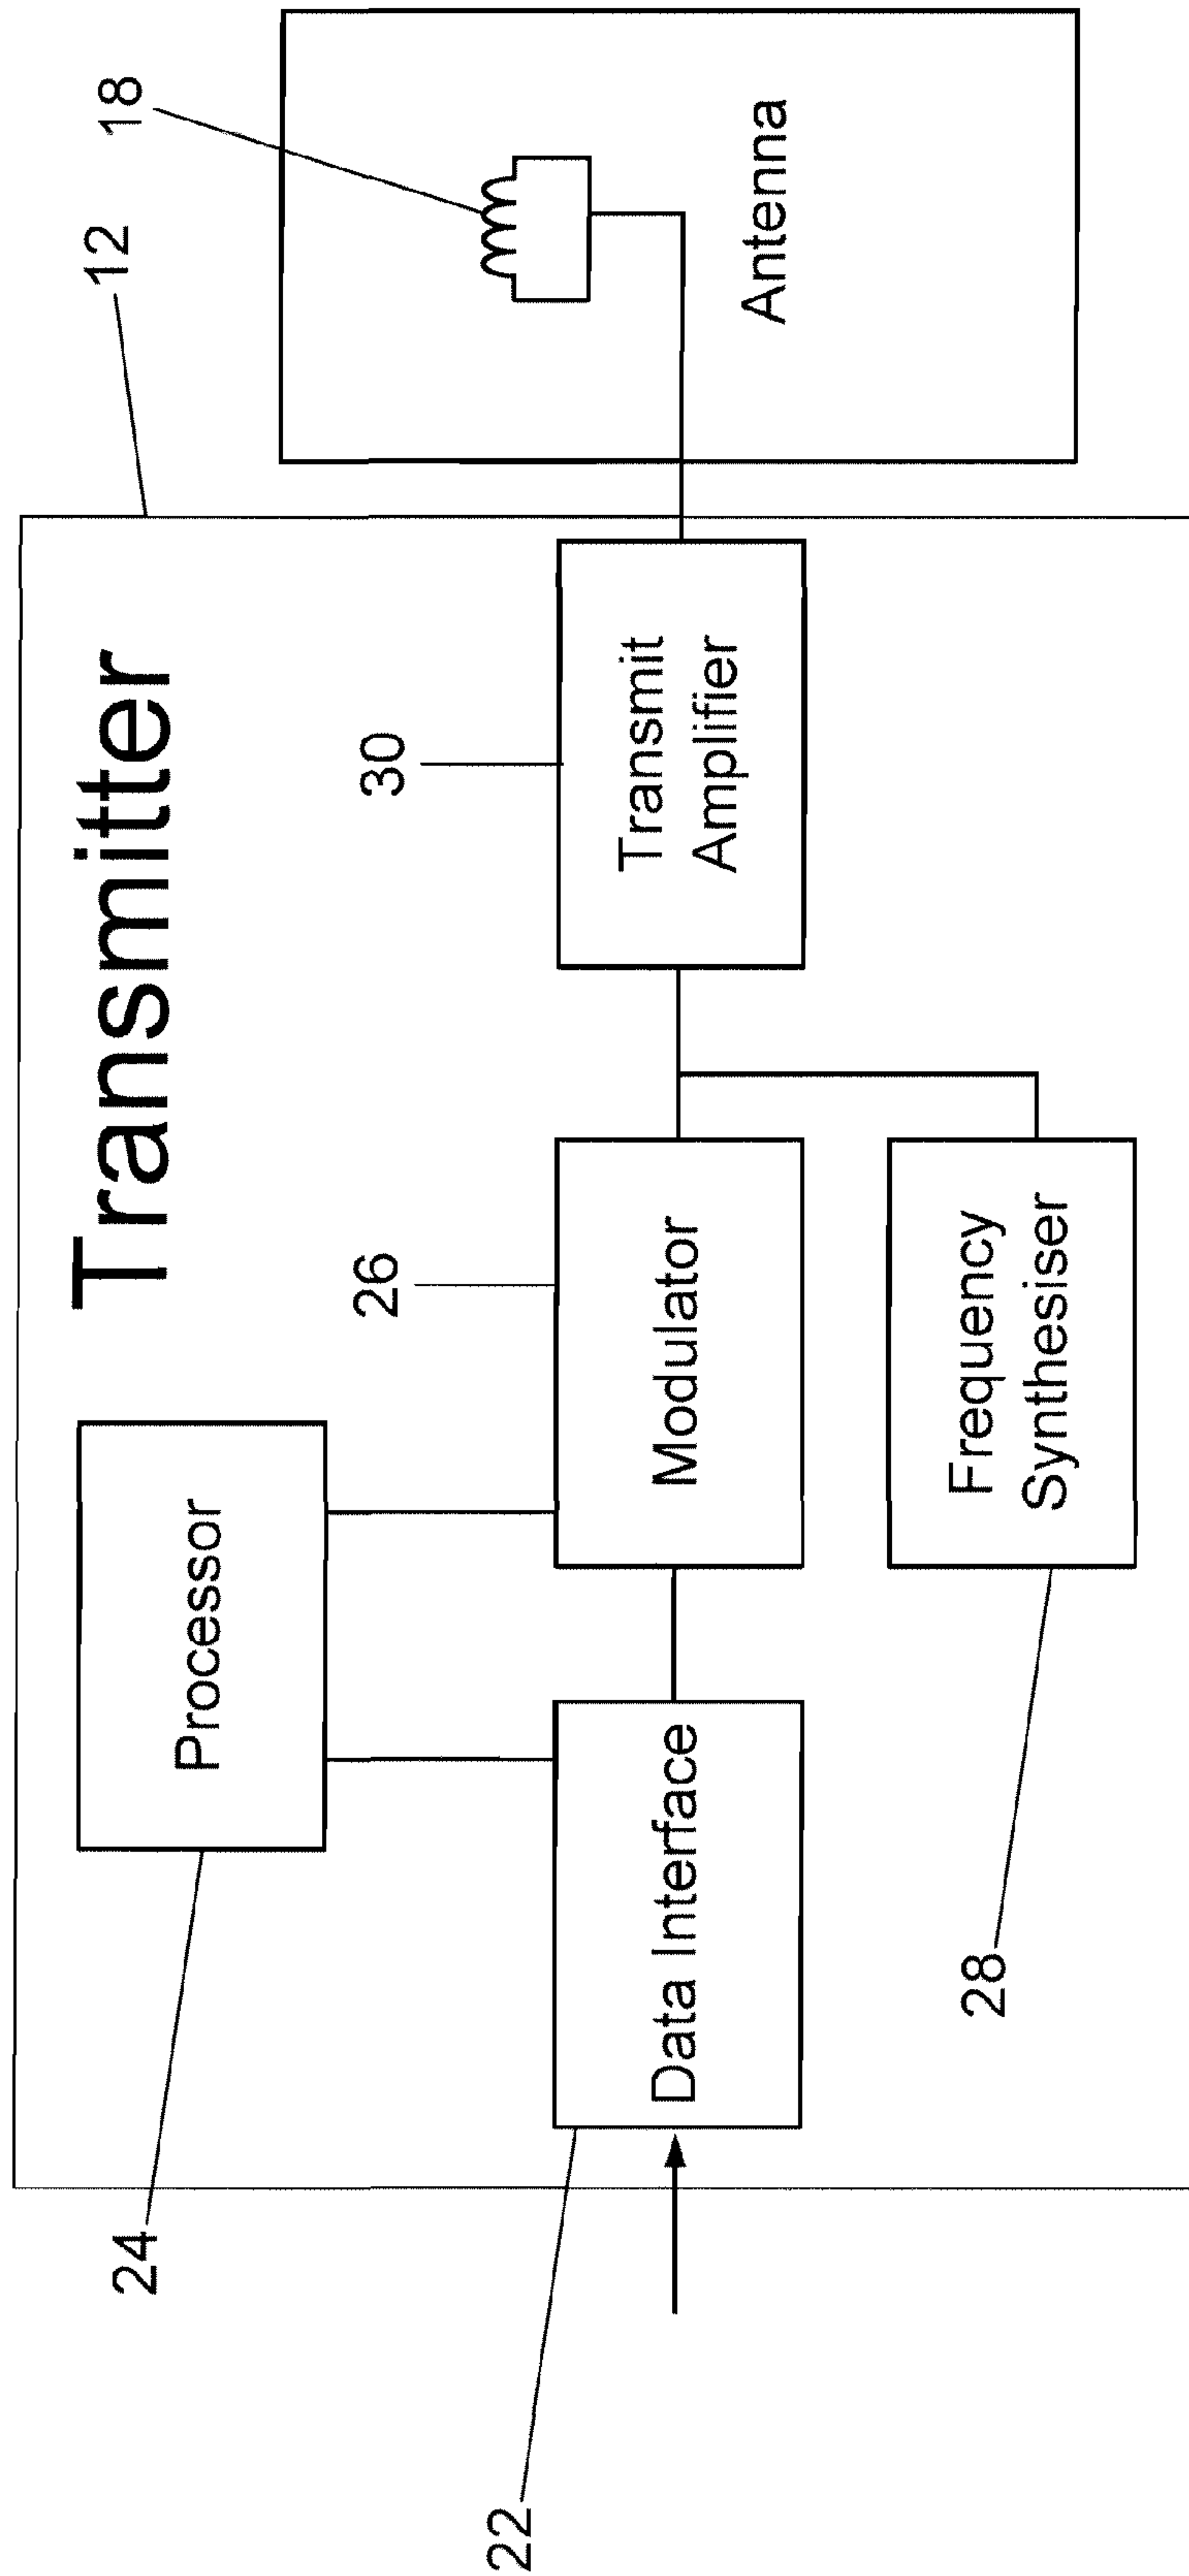 12
18
Transmitter
24
Processor
30
26
22
Data Interface
Modulator
Transmit
Amplifier
Antenna
28
Frequency
Synthesiser